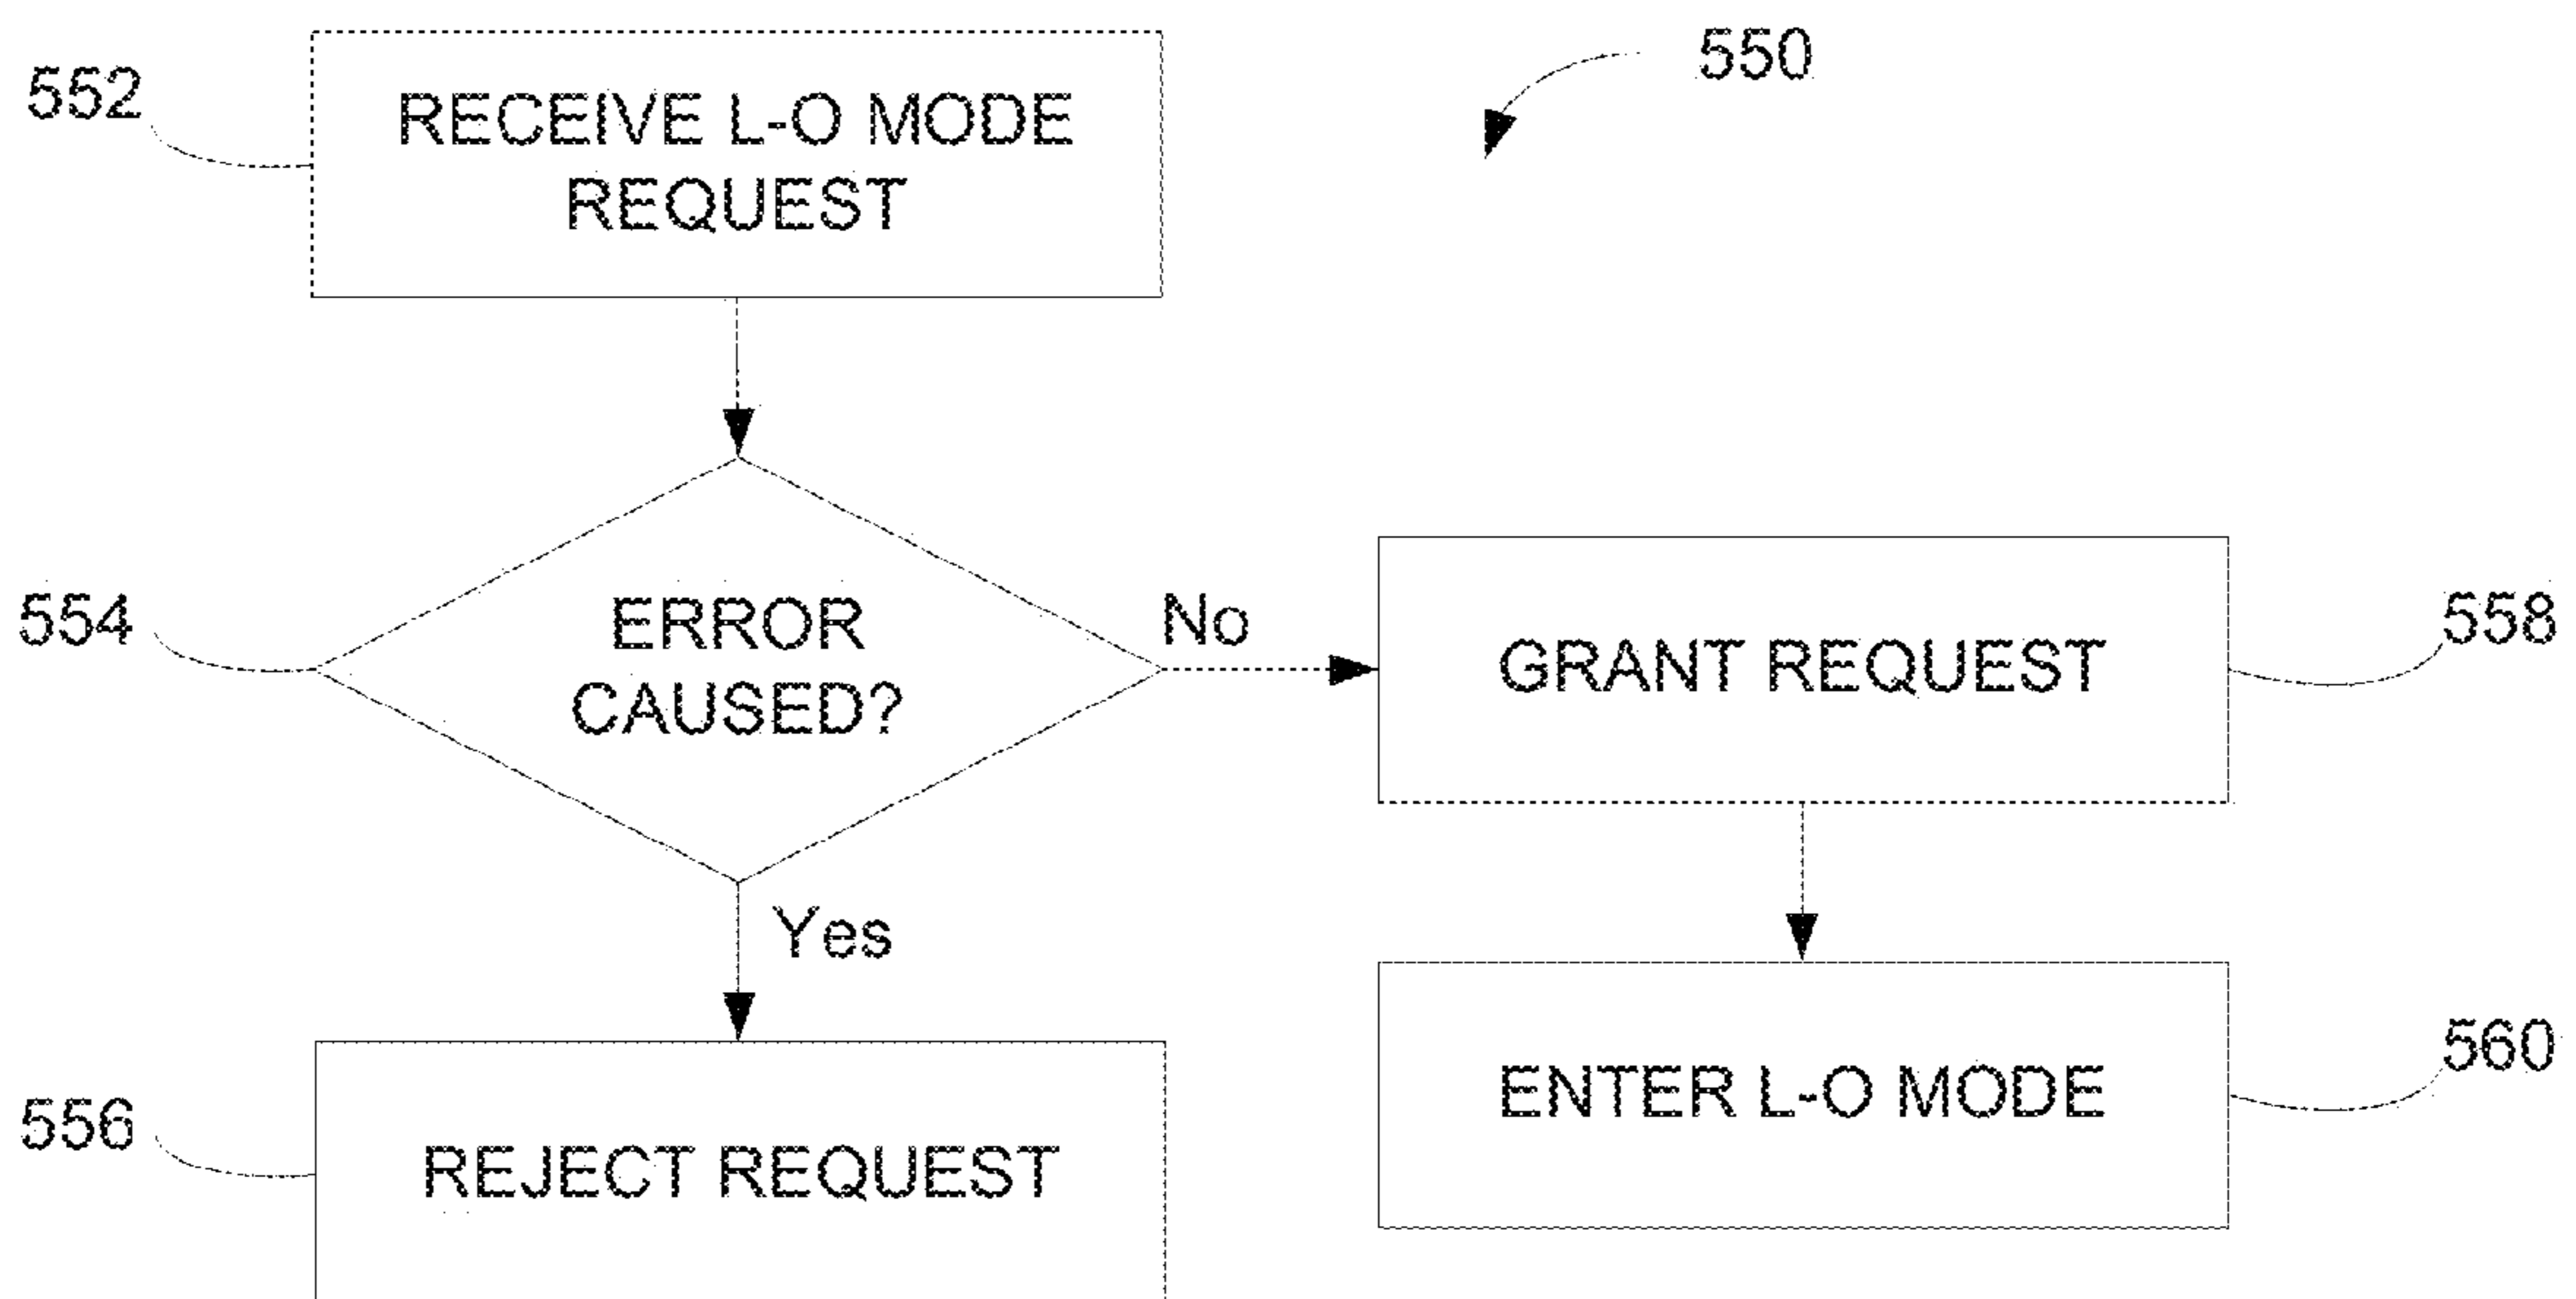 550
552
RECEIVE L-O MODE
REQUEST
554
ERROR
CAUSED?
No
GRANT REQUEST
558
Yes
556
REJECT REQUEST
ENTER L-O MODE
560